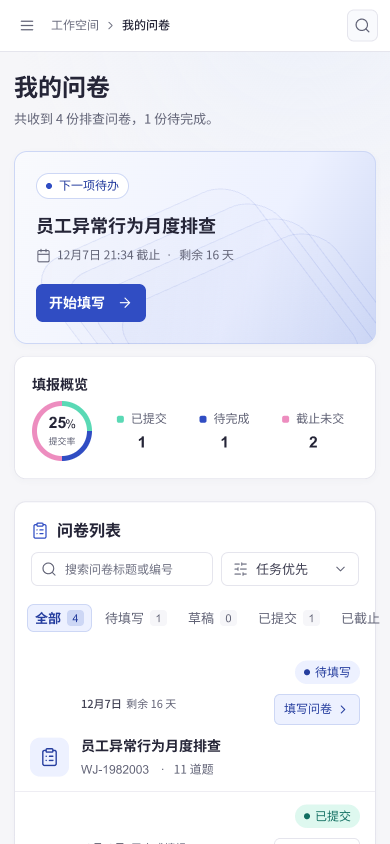 工作空间 > 我的问卷
我的问卷
共收到 4 份排查问卷，1 份待完成。
下一项待办
员工异常行为月度排查
12月7日 21:34 截止 · 剩余 16 天
开始填写 →
填报概览
25%
提交率
已提交 待完成 截止未交
1 1 2
问卷列表
搜索问卷标题或编号 任务优先
全部 4 待填写 1 草稿 0 已提交 1 已截止
待填写
12月7日 剩余 16 天 填写问卷 >
员工异常行为月度排查
WJ-1982003 · 11 道题
已提交